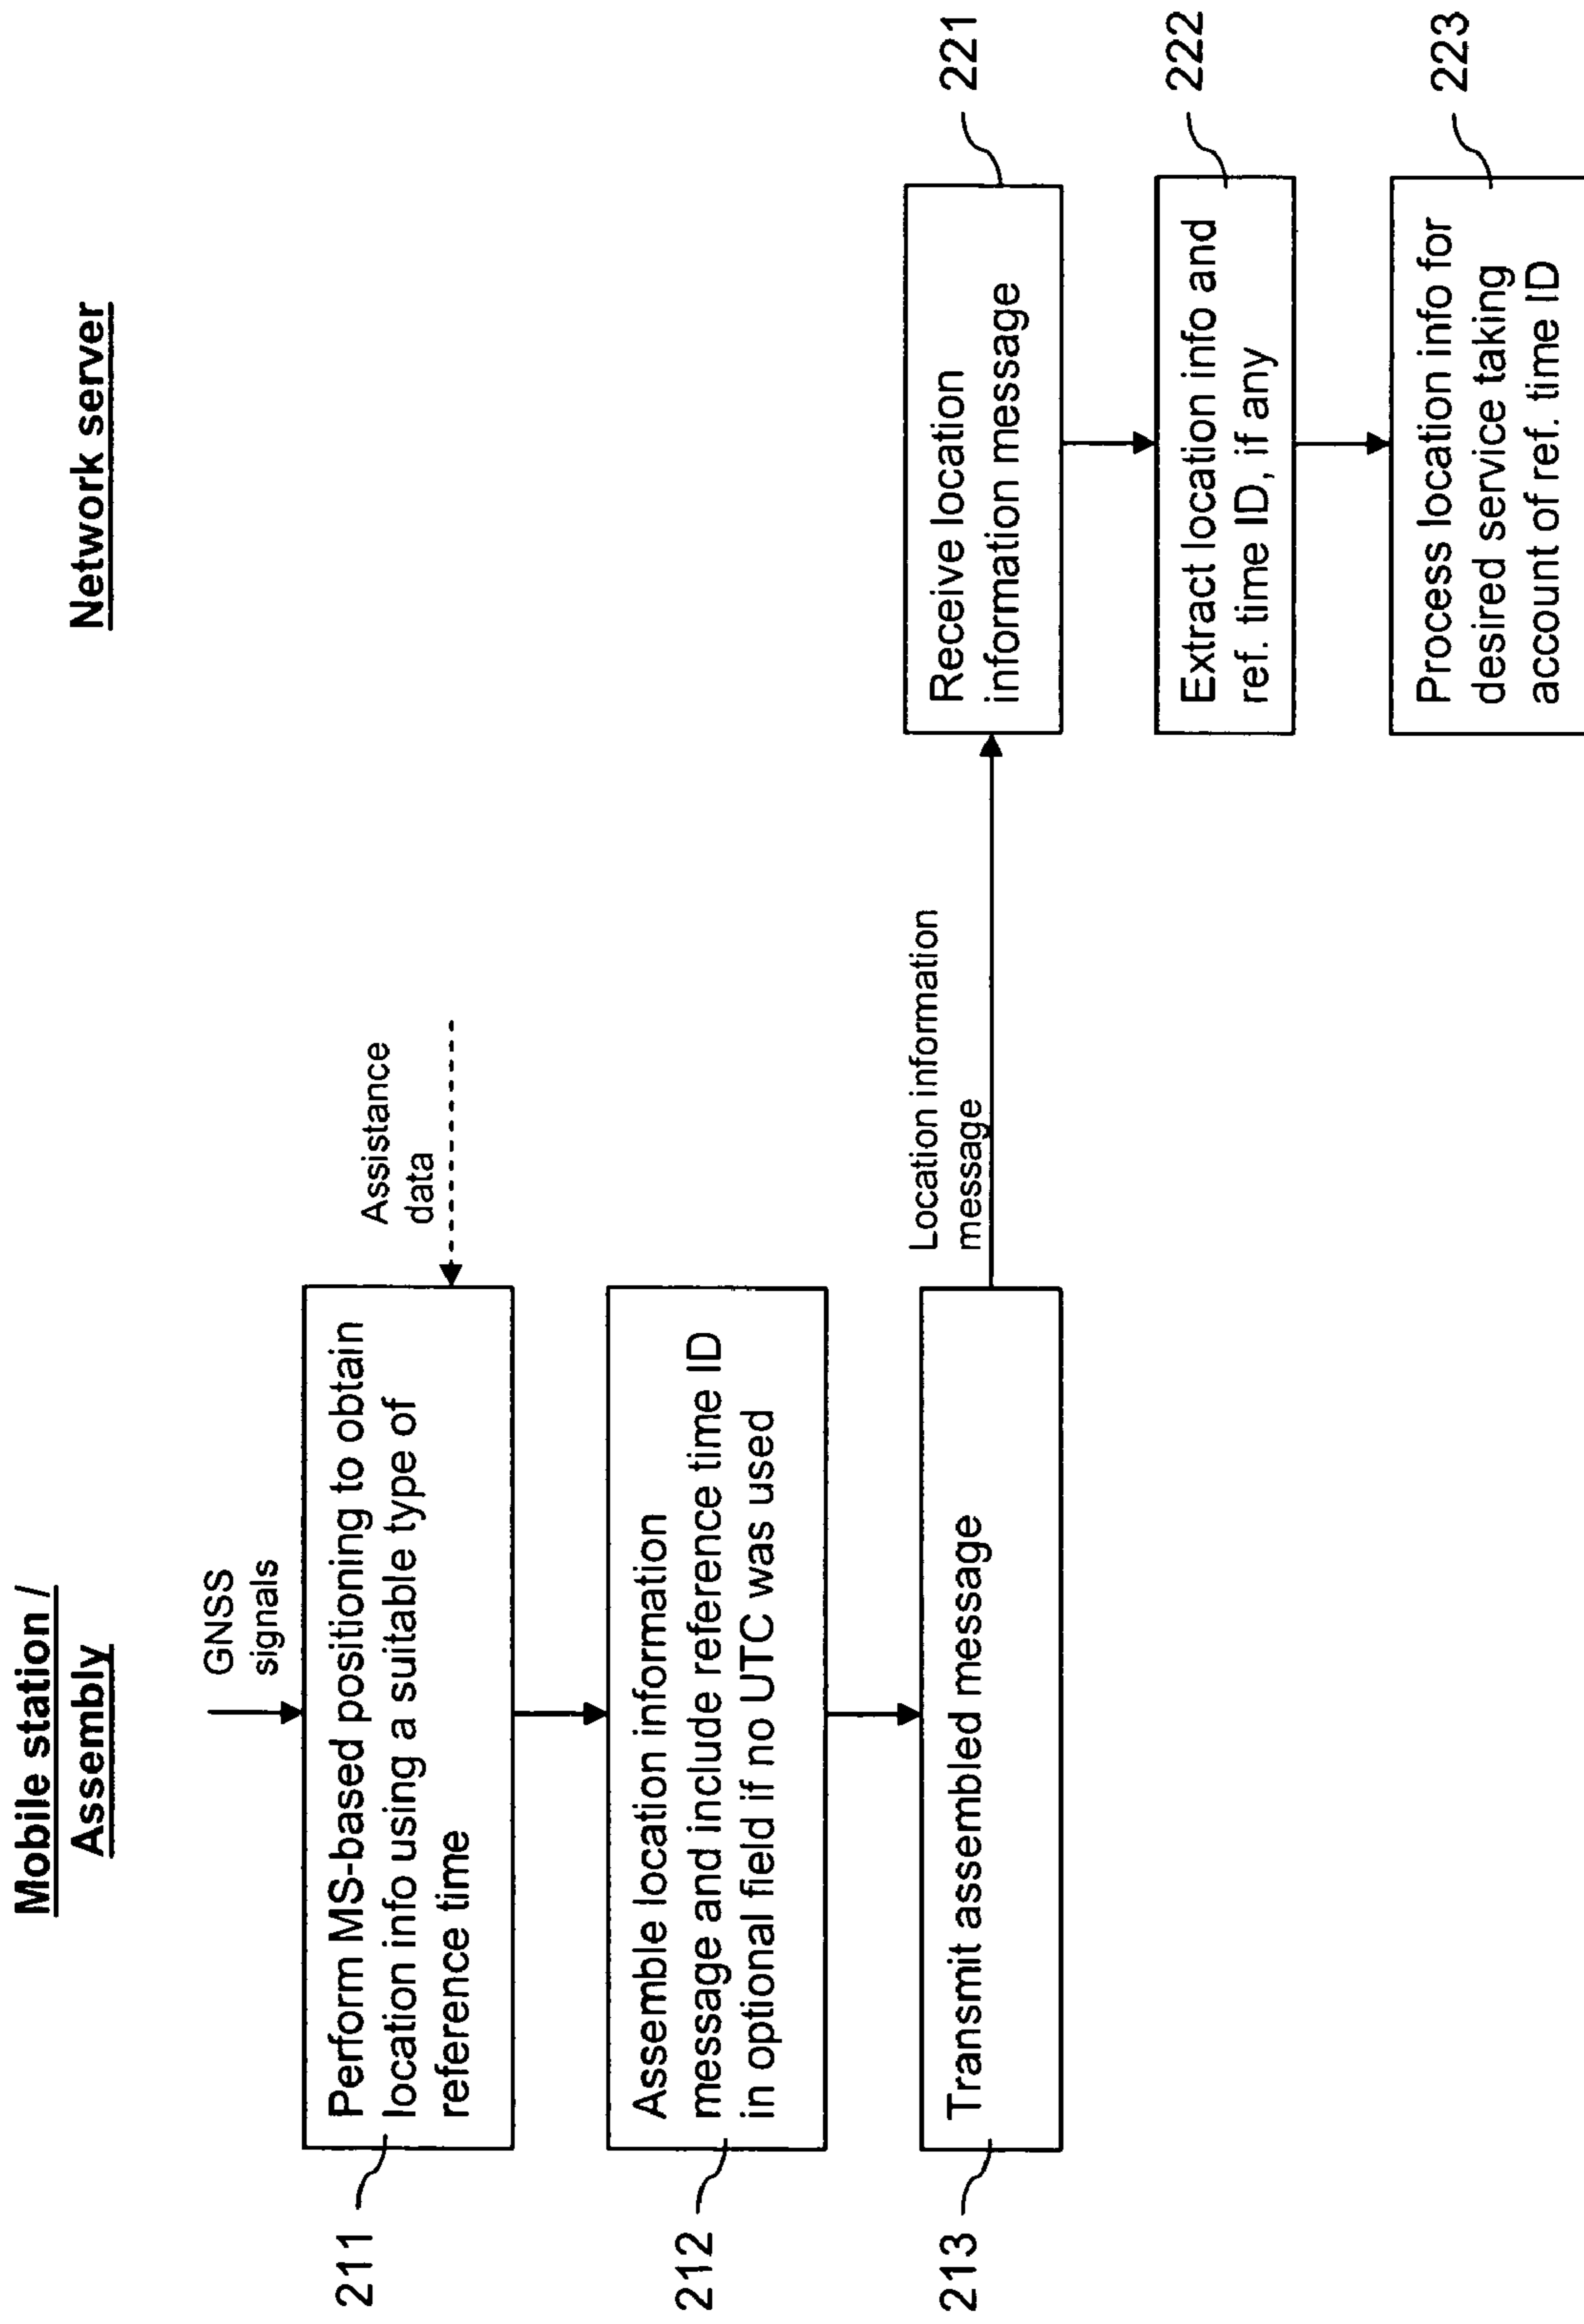 Mobile station /
Assembly
Network server
GNSS
signals
Assistance
data
211
Perform MS-based positioning to obtain
location info using a suitable type of
reference time
212
Assemble location information
message and include reference time ID
in optional field if no UTC was used
213
Transmit assembled message
Location information
message
Receive location
information message
221
Extract location info and
ref. time ID, if any
222
Process location info for
desired service taking
account of ref. time ID
223